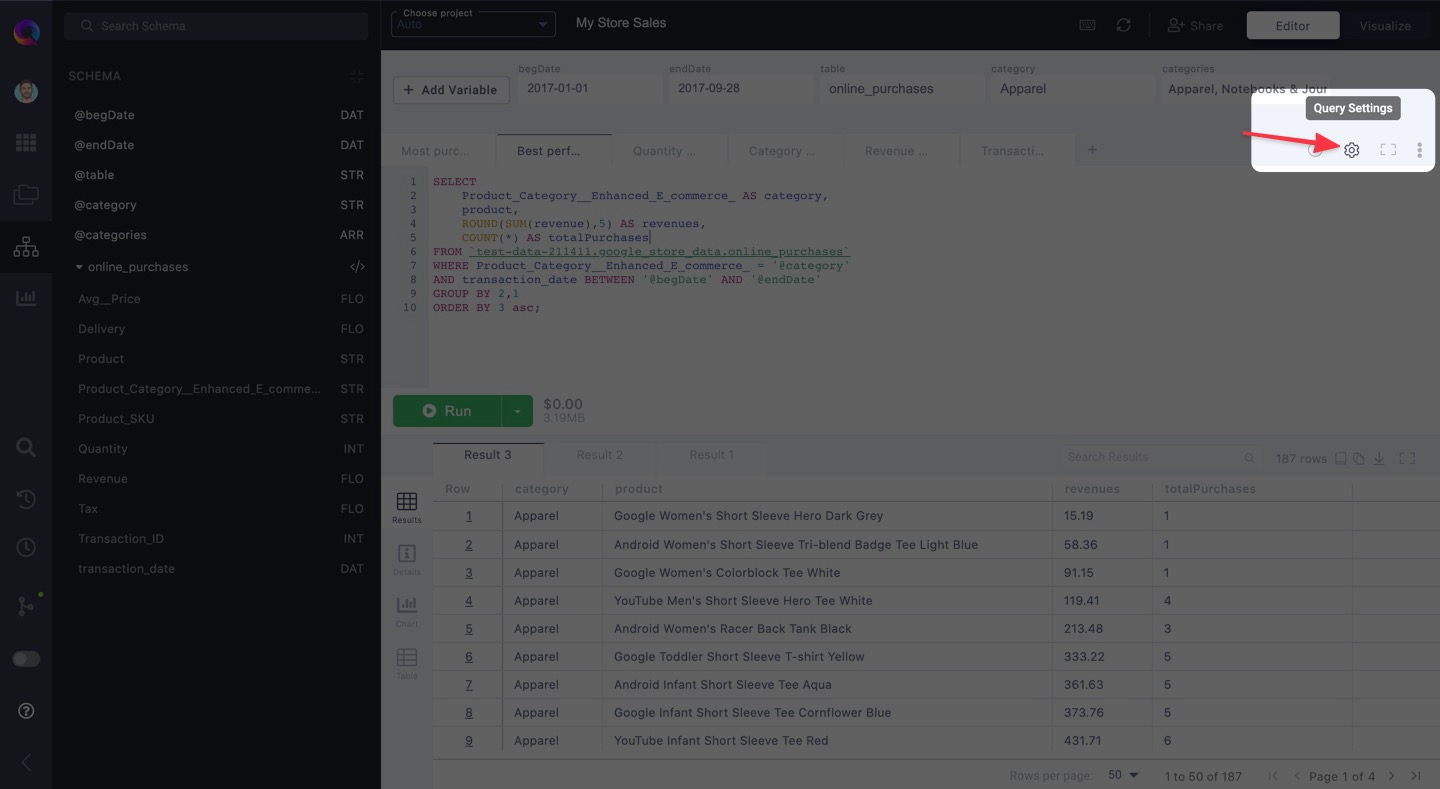 Search Schema
SCHEMA
@begDate DAT
@endDate DAT
@table STR
@category STR
@categories ARR
online_purchases </>
Avg__Price FLO
Delivery FLO
Product STR
Product_Category__Enhanced_E_comme... STR
Product_SKU STR
Quantity INT
Revenue FLO
Tax FLO
Transaction_ID INT
transaction_date DAT
Choose project
Auto
My Store Sales
Share
Editor
Visualize
+ Add Variable
begDate
2017-01-01
endDate
2017-09-28
table
online_purchases
category
Apparel
categories
Apparel, Notebooks & Jour
Query Settings
Most purc...
Best perf...
Quantity ...
Category ...
Revenue ...
Transacti...
+
1 SELECT
2 Product_Category__Enhanced_E_commerce_ AS category,
3 product,
4 ROUND(SUM(revenue),5) AS revenues,
5 COUNT(*) AS totalPurchases
6 FROM `test-data-211411.google_store_data.online_purchases`
7 WHERE Product_Category__Enhanced_E_commerce_ = '@category'
8 AND transaction_date BETWEEN '@begDate' AND '@endDate'
9 GROUP BY 2,1
10 ORDER BY 3 asc;
Run
$0.00
3.19MB
Result 3
Result 2
Result 1
Search Results
187 rows
Results
Details
Chart
Table
Row category product revenues totalPurchases
1 Apparel Google Women's Short Sleeve Hero Dark Grey 15.19 1
2 Apparel Android Women's Short Sleeve Tri-blend Badge Tee Light Blue 58.36 1
3 Apparel Google Women's Colorblock Tee White 91.15 1
4 Apparel YouTube Men's Short Sleeve Hero Tee White 119.41 4
5 Apparel Android Women's Racer Back Tank Black 213.48 3
6 Apparel Google Toddler Short Sleeve T-shirt Yellow 333.22 5
7 Apparel Android Infant Short Sleeve Tee Aqua 361.63 5
8 Apparel Google Infant Short Sleeve Tee Cornflower Blue 373.76 5
9 Apparel YouTube Infant Short Sleeve Tee Red 431.71 6
Rows per page: 50
1 to 50 of 187
Page 1 of 4